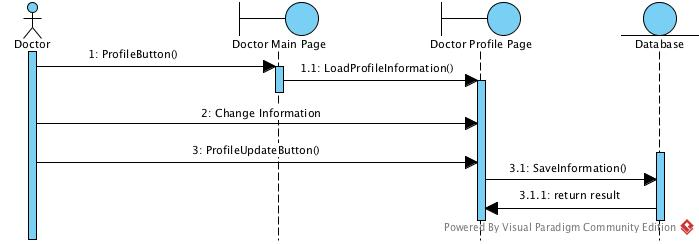 Doctor
Doctor Main Page
Doctor Profile Page
Database
1: ProfileButton()
1.1: LoadProfileInformation()
2: Change Information
3: ProfileUpdateButton()
3.1: SaveInformation()
3.1.1: return result
Powered By Visual Paradigm Community Edition